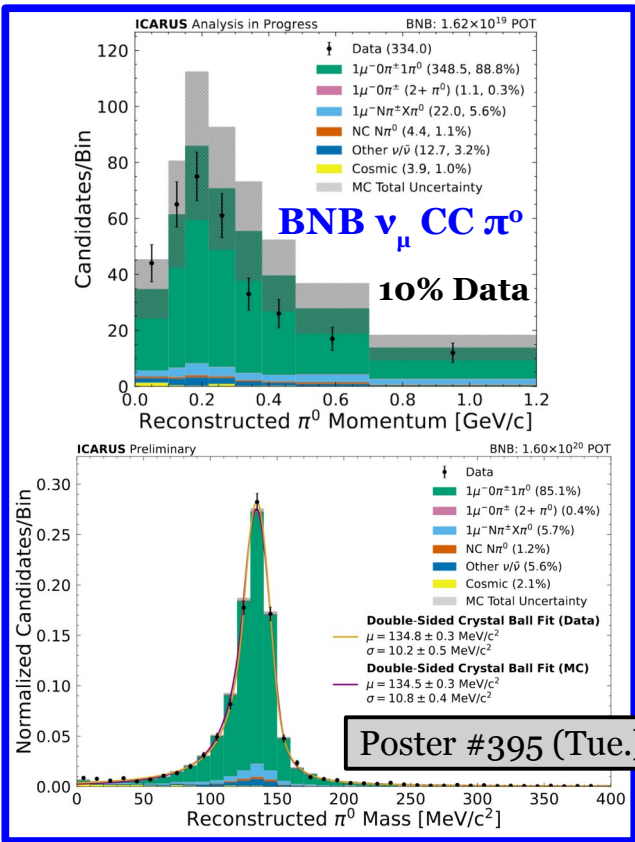 ICARUS Analysis in Progress BNB: 1.62×10¹⁹ POT
Data (334.0)
1μ⁻0π±1π⁰ (348.5, 88.8%)
1μ⁻0π± (2+ π⁰) (1.1, 0.3%)
1μ⁻Nπ±Xπ⁰ (22.0, 5.6%)
NC Nπ⁰ (4.4, 1.1%)
Other ν/ν̄ (12.7, 3.2%)
Cosmic (3.9, 1.0%)
MC Total Uncertainty
BNB νμ CC π⁰
10% Data
Candidates/Bin
120
100
80
60
40
20
0
0.0 0.2 0.4 0.6 0.8 1.0 1.2
Reconstructed π⁰ Momentum [GeV/c]
ICARUS Preliminary BNB: 1.60×10²⁰ POT
Data
1μ⁻0π±1π⁰ (85.1%)
1μ⁻0π± (2+ π⁰) (0.4%)
1μ⁻Nπ±Xπ⁰ (5.7%)
NC Nπ⁰ (1.2%)
Other ν/ν̄ (5.6%)
Cosmic (2.1%)
MC Total Uncertainty
Double-Sided Crystal Ball Fit (Data)
μ = 134.8 ± 0.3 MeV/c²
σ = 10.2 ± 0.5 MeV/c²
Double-Sided Crystal Ball Fit (MC)
μ = 134.5 ± 0.3 MeV/c²
σ = 10.8 ± 0.4 MeV/c²
Normalized Candidates/Bin
0.30
0.25
0.20
0.15
0.10
0.05
0.00
Poster #395 (Tue.)
0 50 100 150 200 250 300 350 400
Reconstructed π⁰ Mass [MeV/c²]